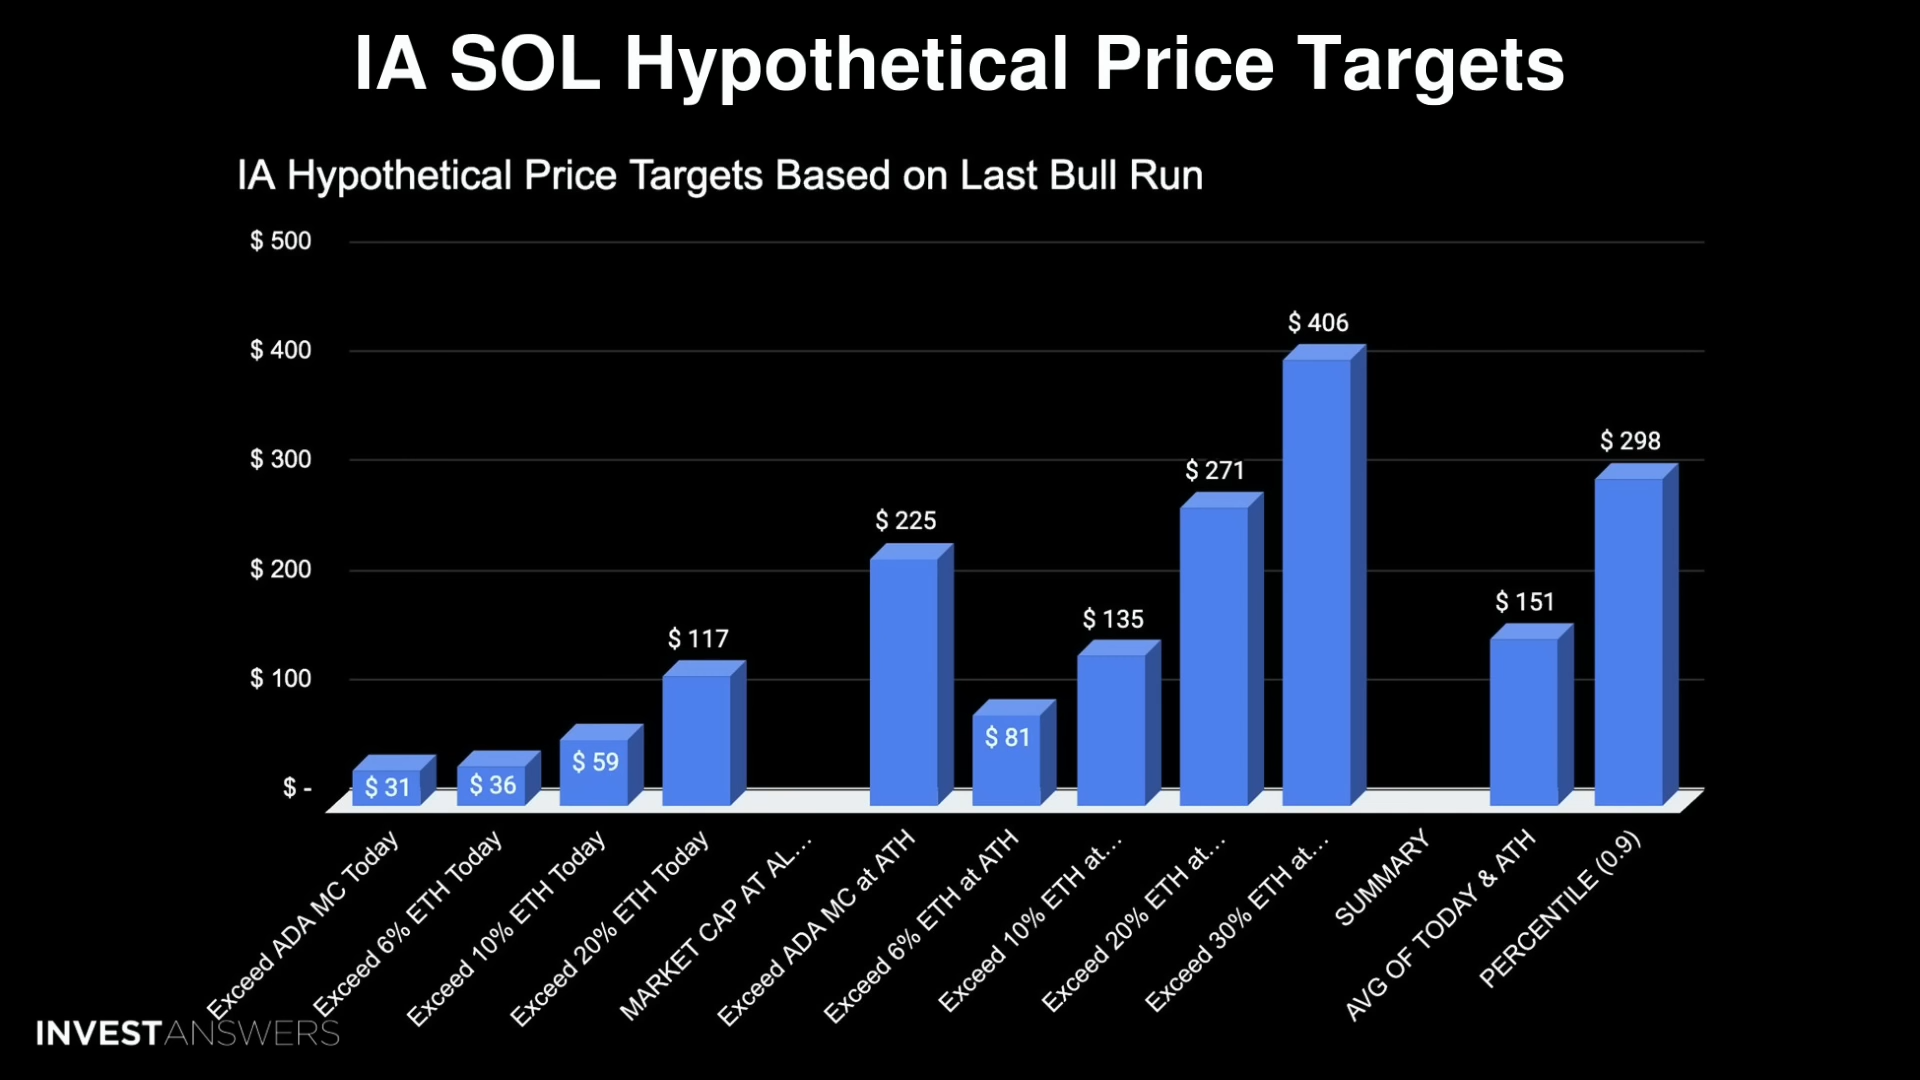 IA SOL Hypothetical Price Targets
IA Hypothetical Price Targets Based on Last Bull Run
$ 500
$ 400
$ 300
$ 200
$ 100
$ -
$ 31
$ 36
$ 59
$ 117
$ 225
$ 81
$ 135
$ 271
$ 406
$ 151
$ 298
Exceed ADA MC Today
Exceed 6% ETH Today
Exceed 10% ETH Today
Exceed 20% ETH Today
MARKET CAP AT AL...
Exceed ADA MC at ATH
Exceed 6% ETH at ATH
Exceed 10% ETH at...
Exceed 20% ETH at...
Exceed 30% ETH at...
SUMMARY
AVG OF TODAY & ATH
PERCENTILE (0.9)
INVESTANSWERS